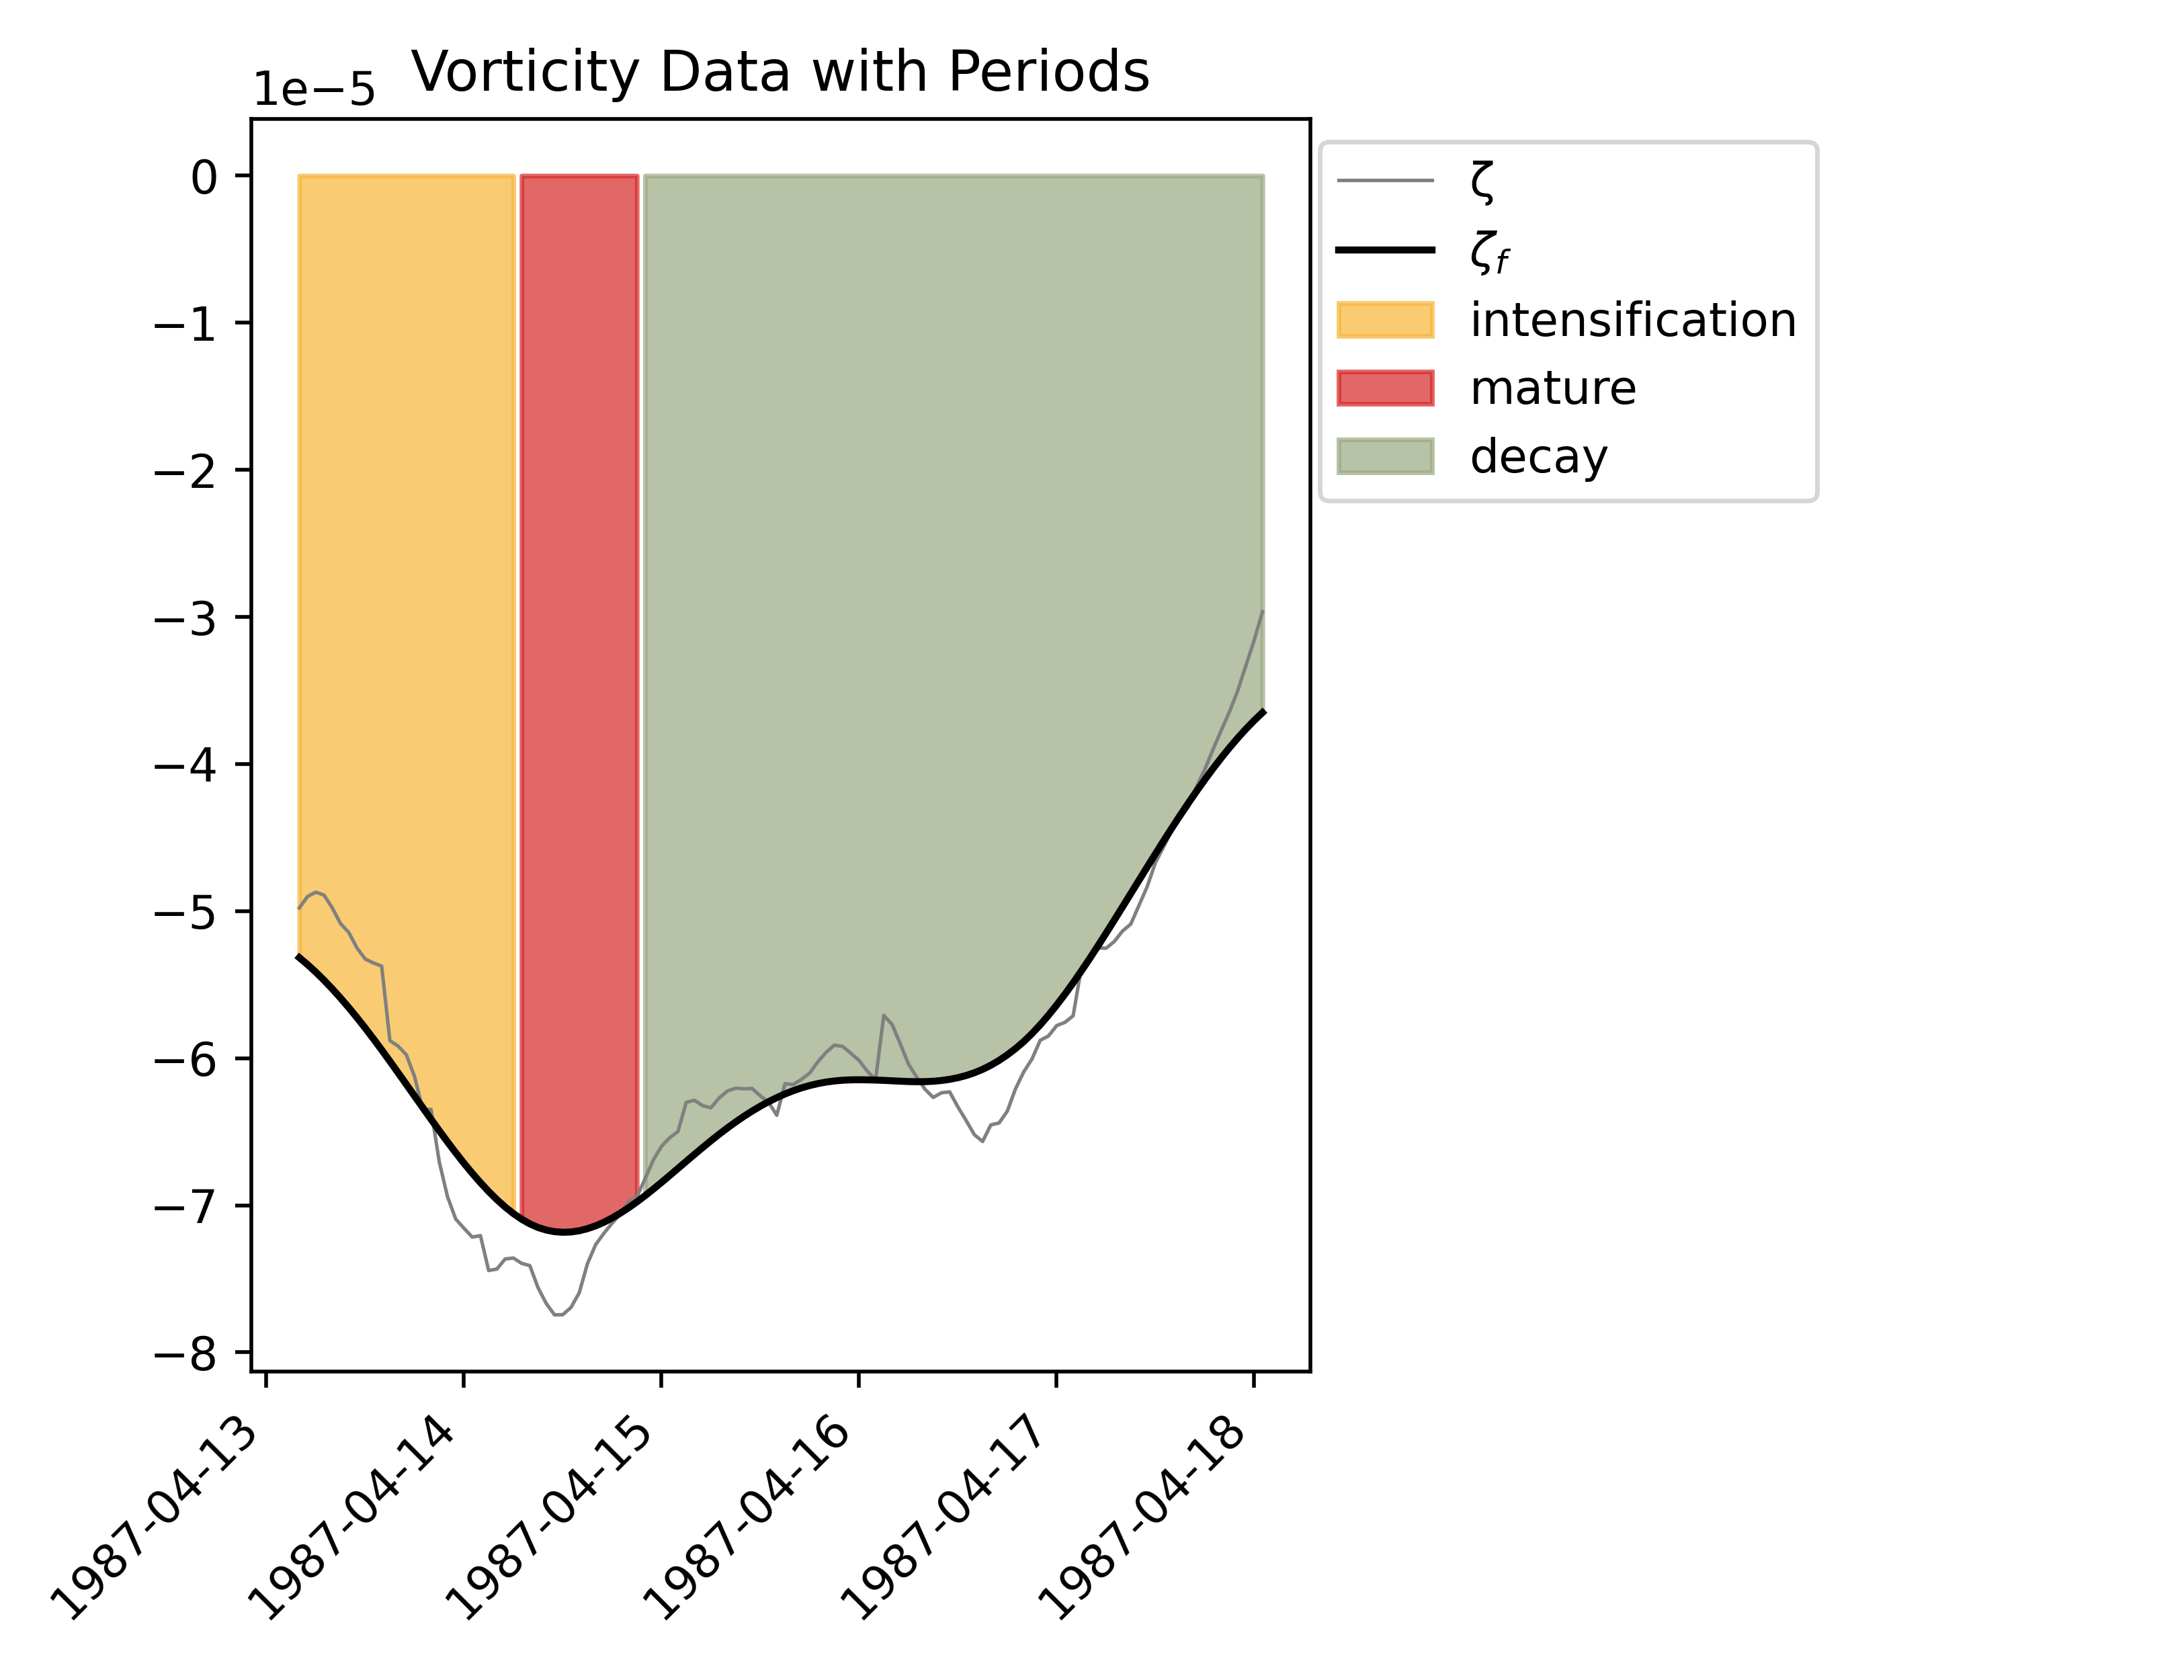 Vorticity Data with Periods
1e−5
0
−1
−2
−3
−4
−5
−6
−7
−8
1987-04-13
1987-04-14
1987-04-15
1987-04-16
1987-04-17
1987-04-18
ζ
ζf
intensification
mature
decay